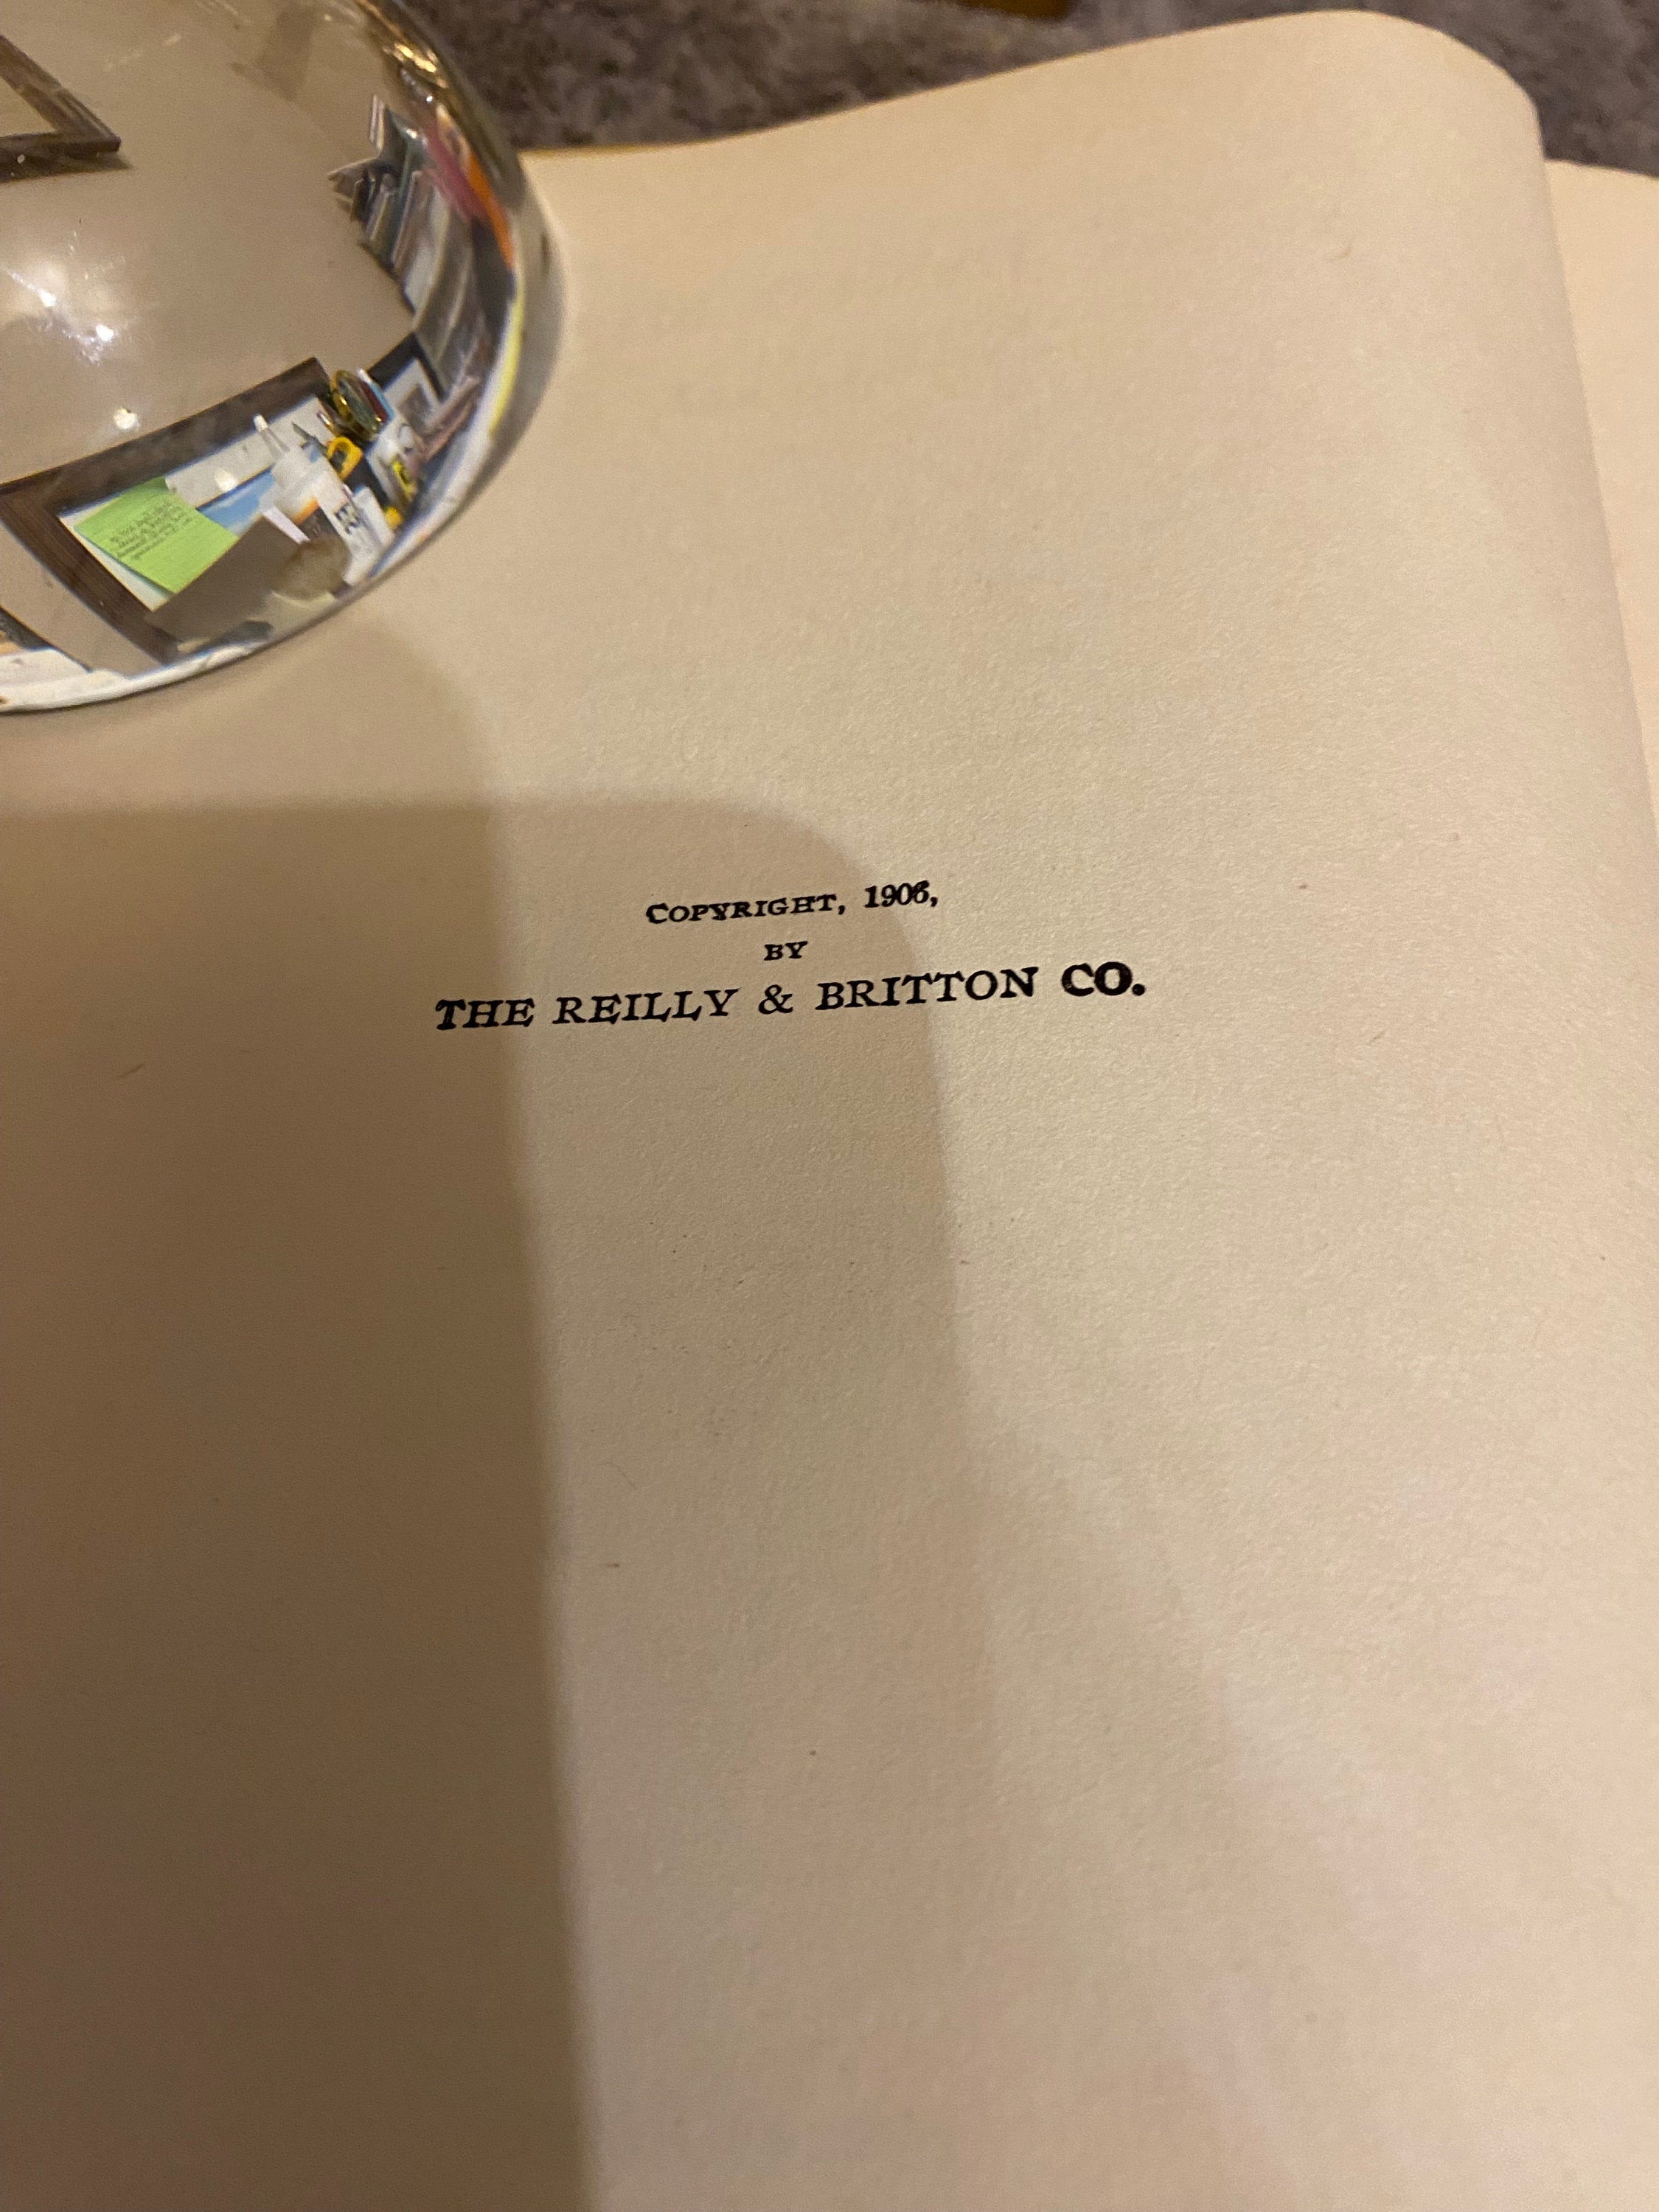 COPYRIGHT, 1906,
BY
THE REILLY & BRITTON CO.